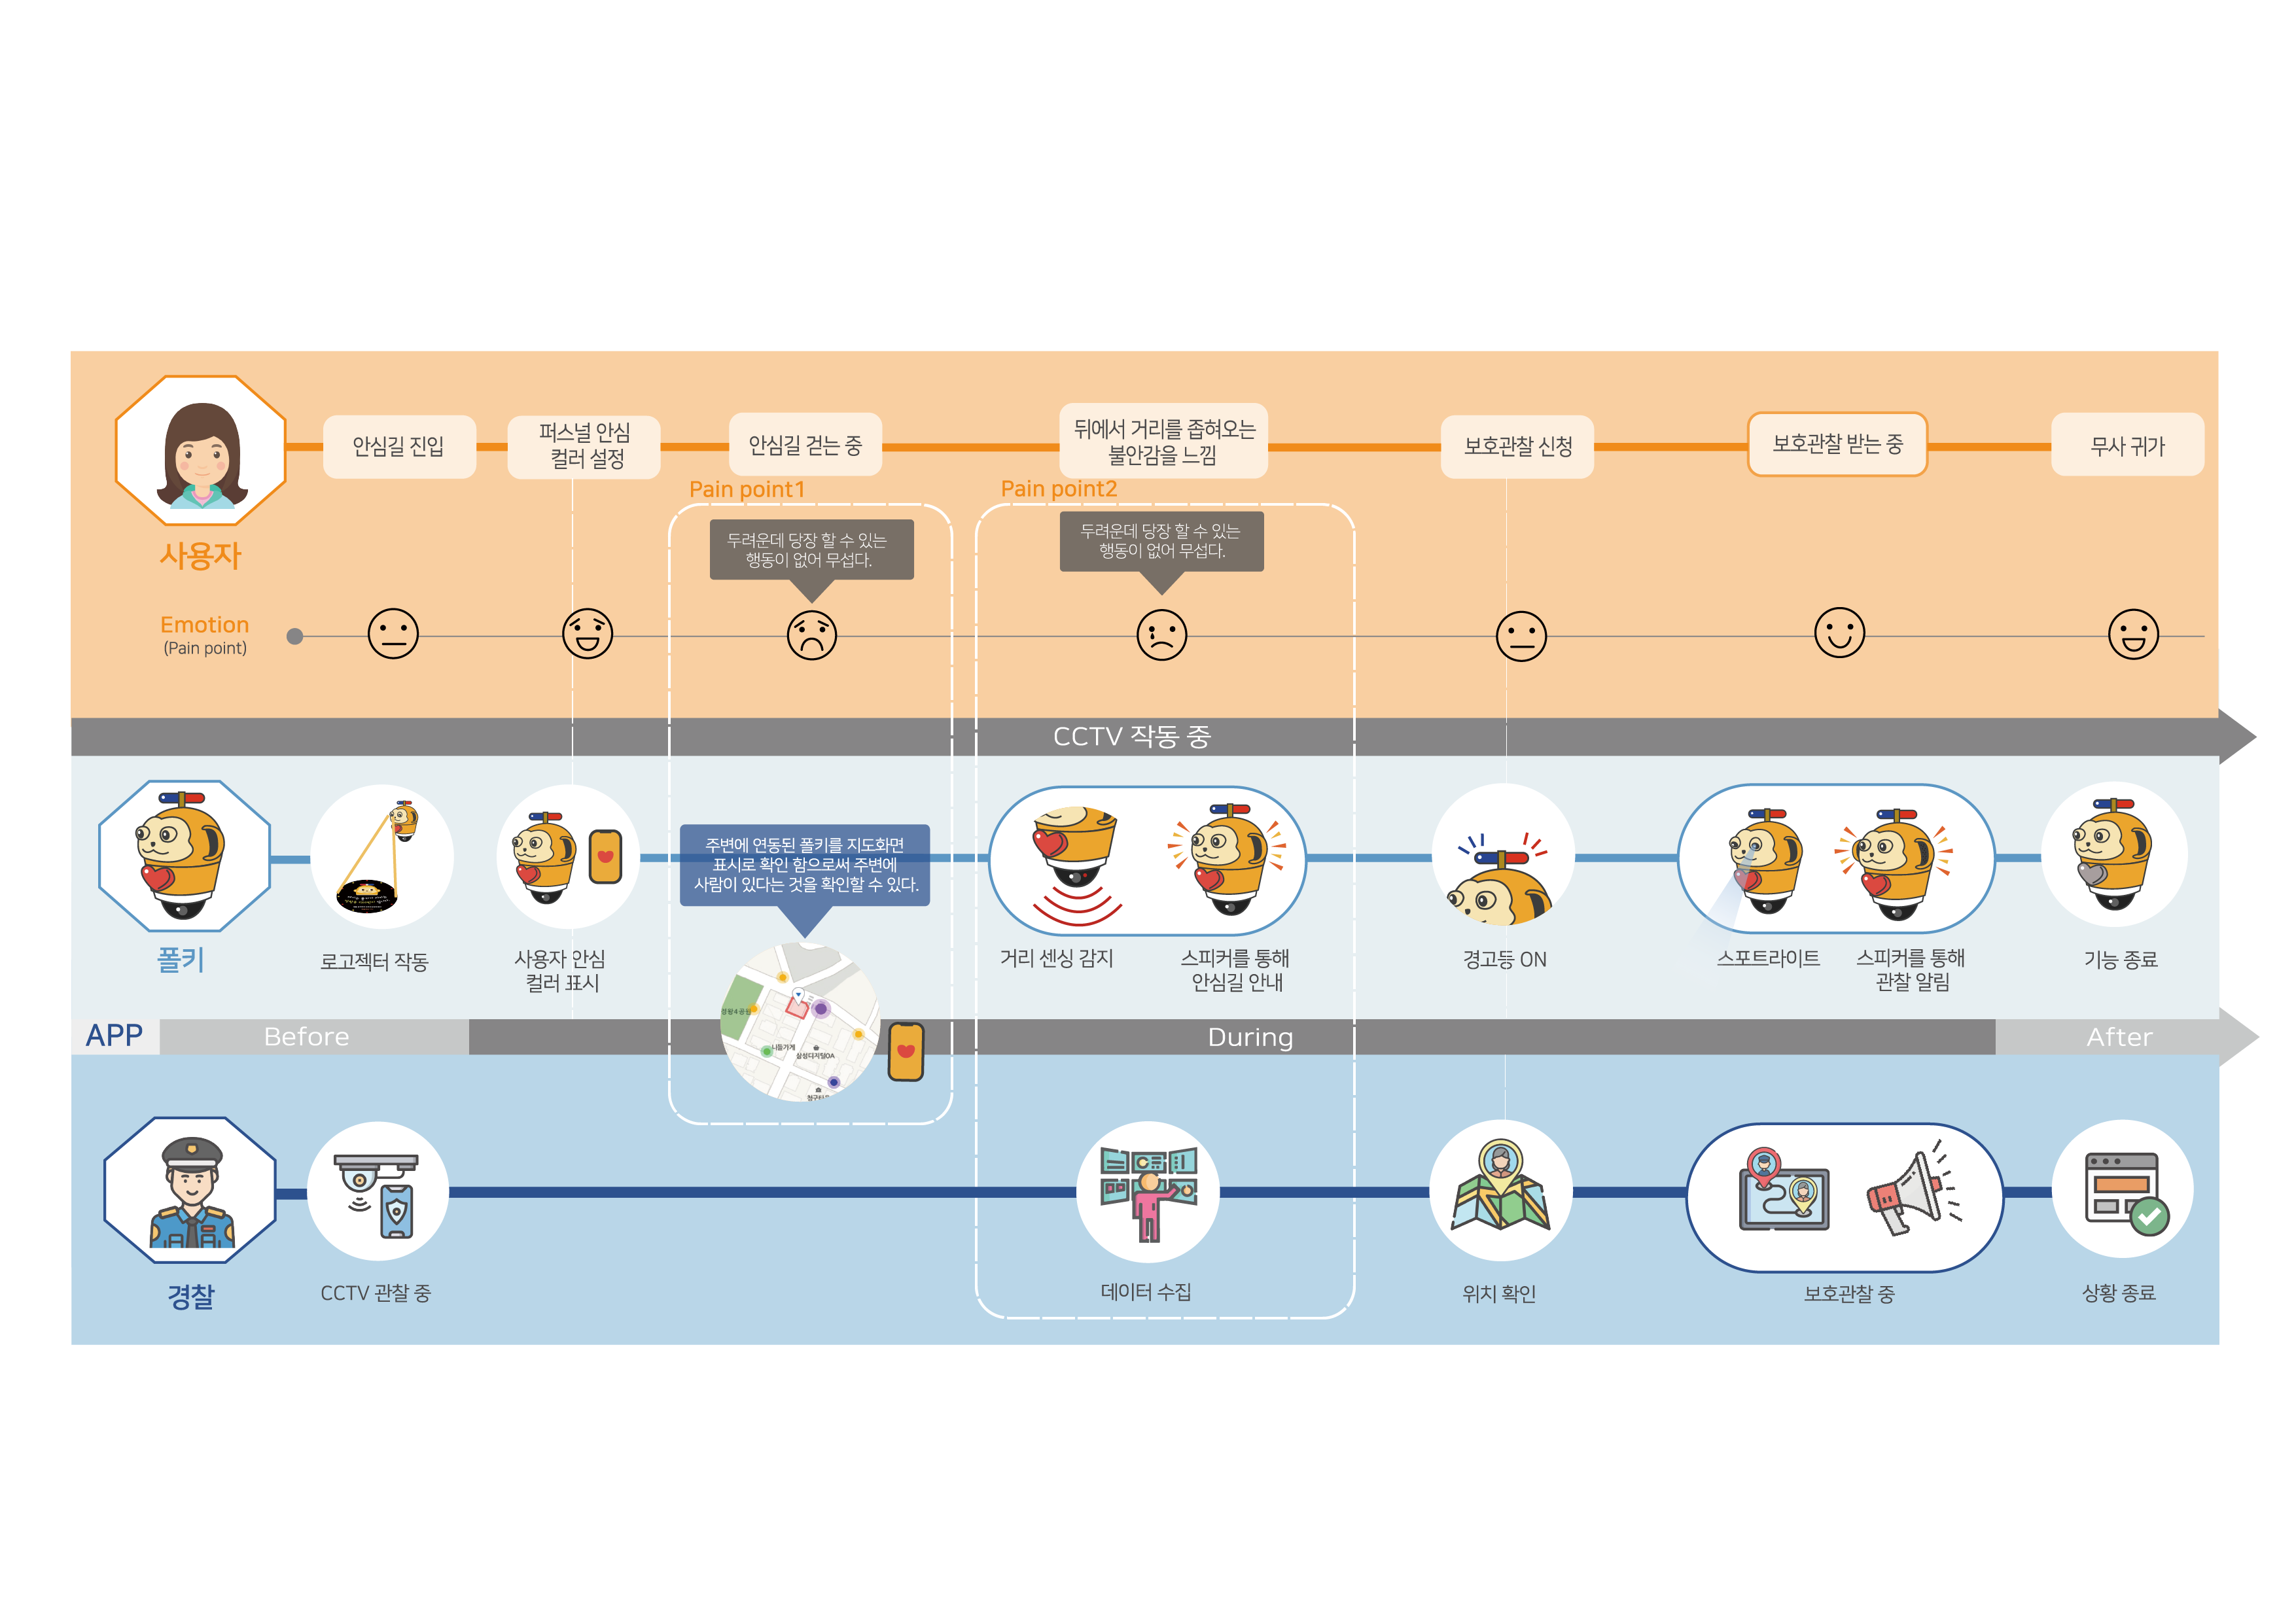 안심길 진입
퍼스널 안심
컬러 설정
안심길 걷는 중
뒤에서 거리를 좁혀오는
불안감을 느낌
보호관찰 신청
보호관찰 받는 중
무사 귀가
Pain point1
Pain point2
두려운데 당장 할 수 있는
행동이 없어 무섭다.
두려운데 당장 할 수 있는
행동이 없어 무섭다.
사용자
Emotion
(Pain point)
CCTV 작동 중
주변에 연동된 폴키를 지도화면
표시로 확인 함으로써 주변에
사람이 있다는 것을 확인할 수 있다.
폴키
로고젝터 작동
사용자 안심
컬러 표시
거리 센싱 감지
스피커를 통해
안심길 안내
경고등 ON
스포트라이트
스피커를 통해
관찰 알림
기능 종료
나들가게
삼성디지털OA
APP
Before
During
After
경찰
CCTV 관찰 중
데이터 수집
위치 확인
보호관찰 중
상황 종료